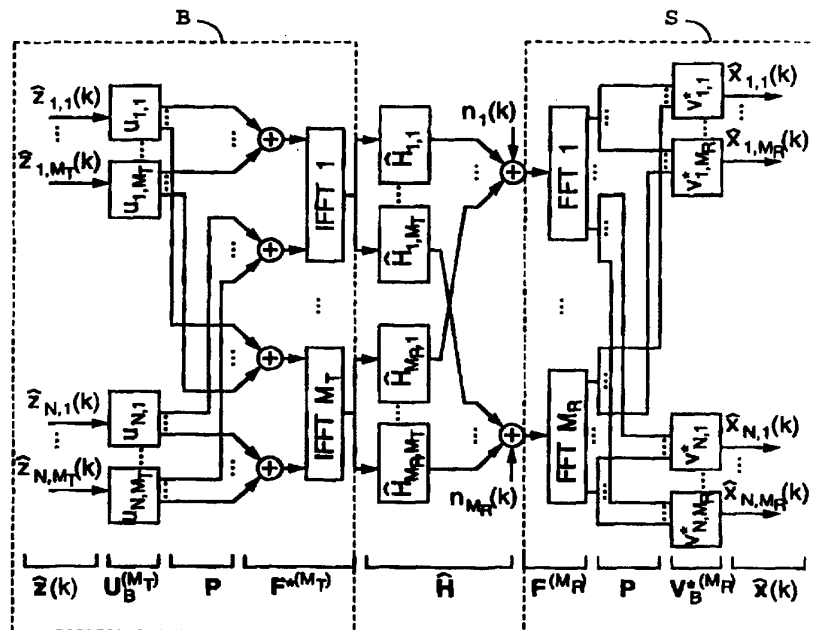 B
S
ẑ1,1(k)
u1,1
ẑ1,MT(k)
u1,MT
IFFT 1
Ĥ1,1
Ĥ1,MT
n1(k)
FFT 1
v*1,1
x̂1,1(k)
v*1,MR
x̂1,MR(k)
ẑN,1(k)
uN,1
ẑN,MT(k)
uN,MT
IFFT MT
ĤMR,1
ĤMR,MT
nMR(k)
FFT MR
v*N,1
x̂N,1(k)
v*N,MR
x̂N,MR(k)
ẑ(k) UB(MT) P F*(MT) Ĥ F(MR) P VB*(MR) x̂(k)